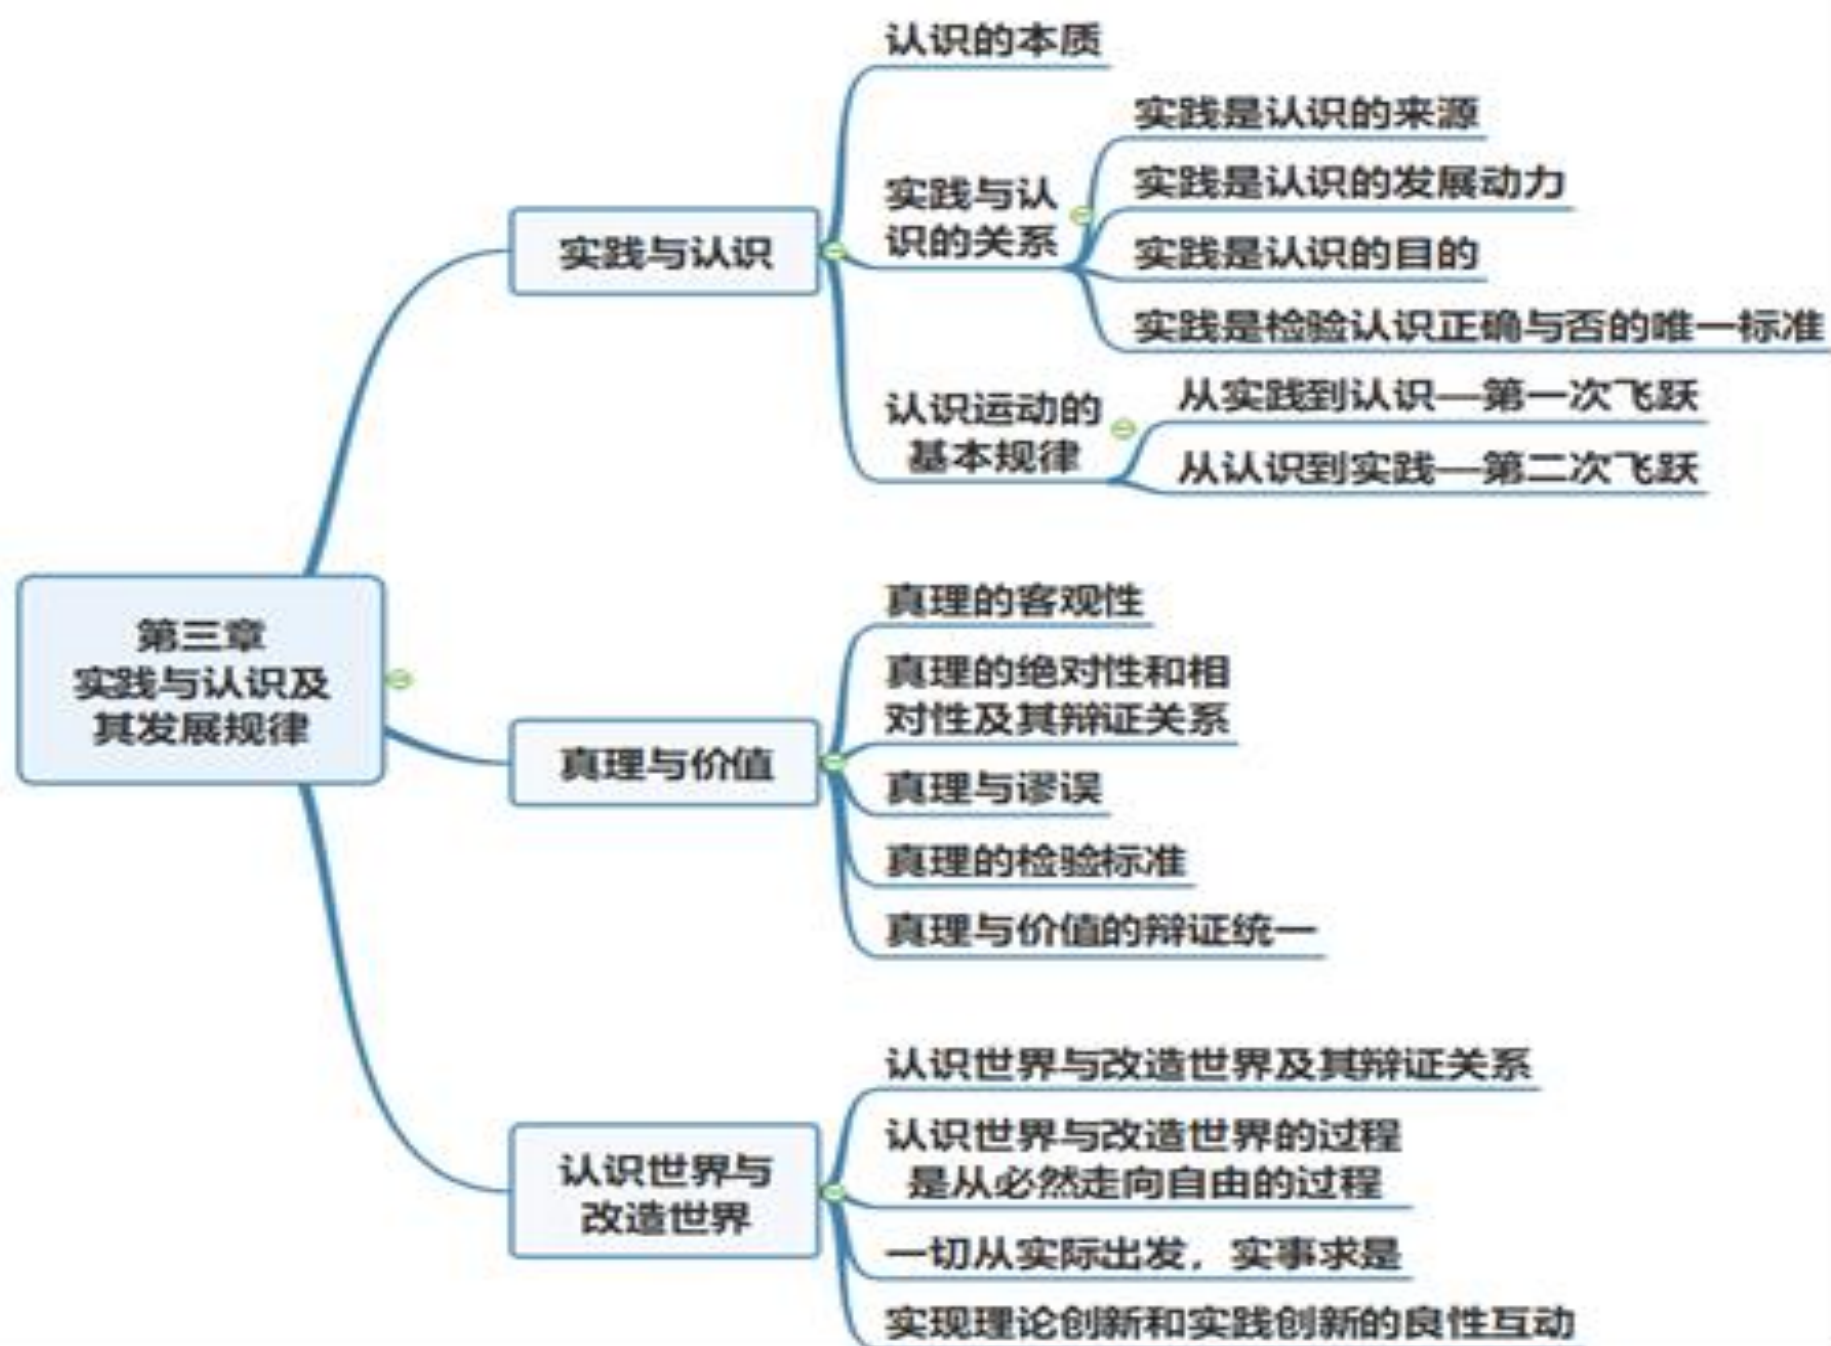 第三章
实践与认识及
其发展规律
实践与认识
认识的本质
实践与认
识的关系
实践是认识的来源
实践是认识的发展动力
实践是认识的目的
实践是检验认识正确与否的唯一标准
认识运动的
基本规律
从实践到认识—第一次飞跃
从认识到实践—第二次飞跃
真理与价值
真理的客观性
真理的绝对性和相
对性及其辩证关系
真理与谬误
真理的检验标准
真理与价值的辩证统一
认识世界与
改造世界
认识世界与改造世界及其辩证关系
认识世界与改造世界的过程
是从必然走向自由的过程
一切从实际出发，实事求是
实现理论创新和实践创新的良性互动